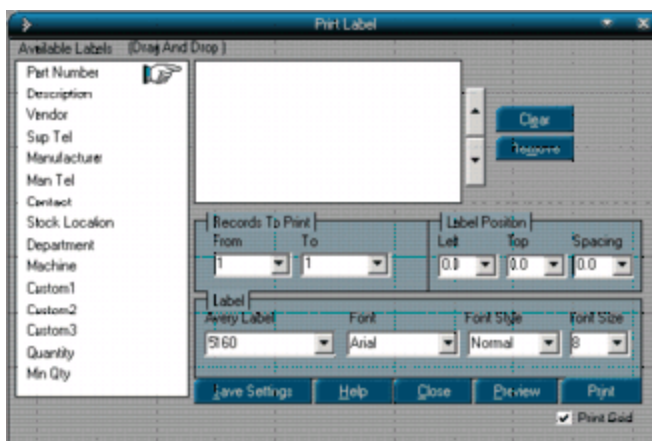 Print Label
Available Labels (Drag And Drop)
Part Number
Description
Vendor
Sup Tel
Manufacturer
Man Tel
Contact
Stock Location
Department
Machine
Custom1
Custom2
Custom3
Quantity
Min Qty
Clear
Remove
Records To Print
From To
1 1
Label Position
Left Top Spacing
0.0 0.0 0.0
Label
Avery Label Font Font Style Font Size
5160 Arial Normal 8
Save Settings Help Close Preview Print
Print Grid